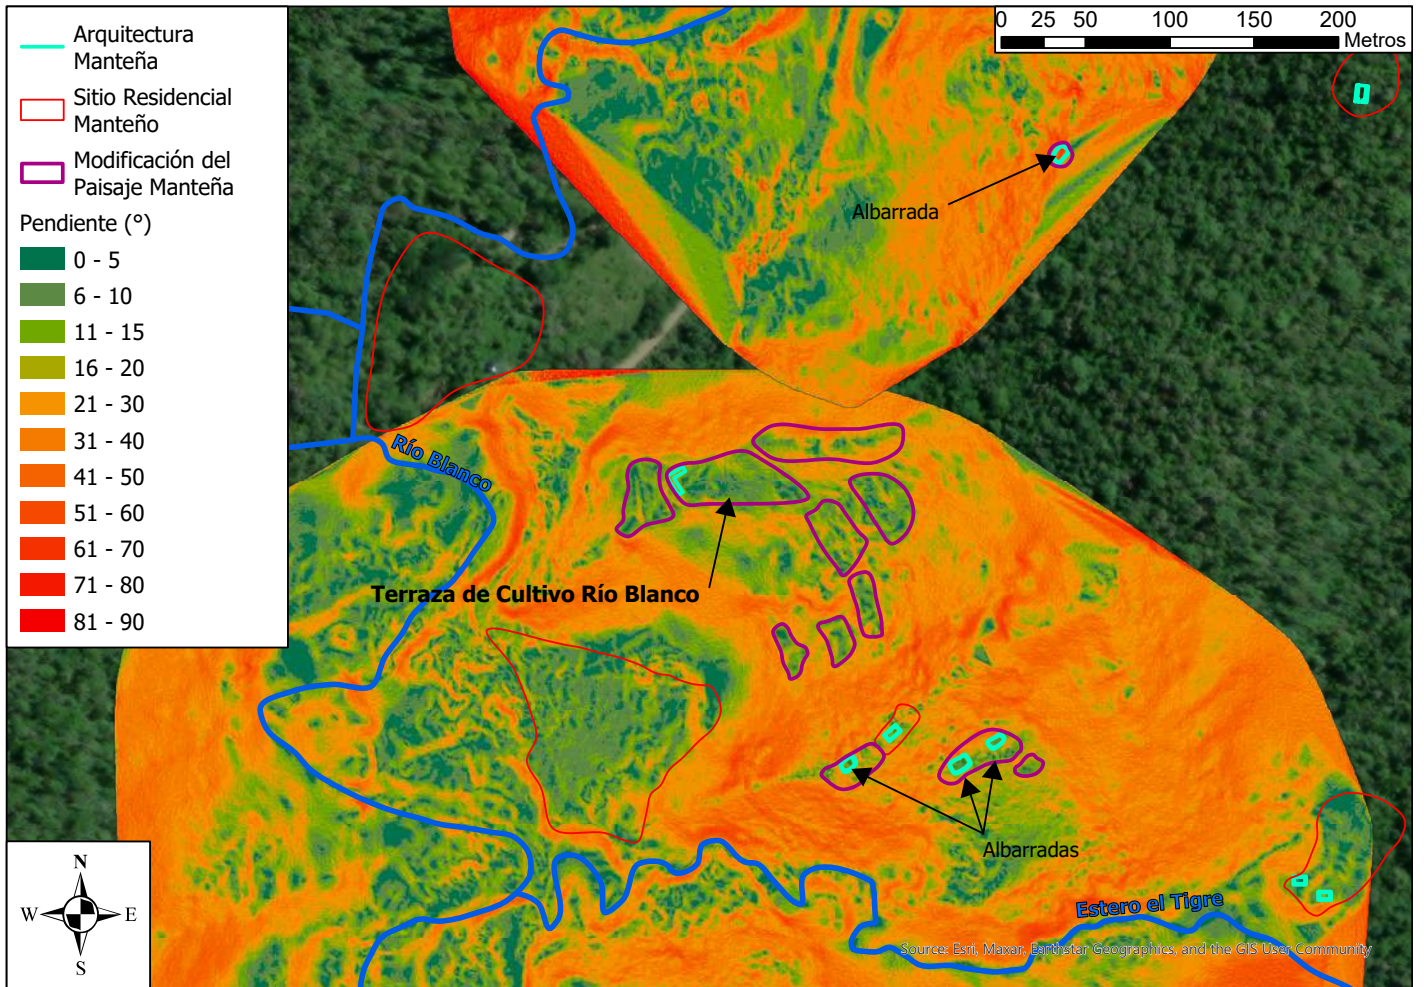 Arquitectura
Manteña
Sitio Residencial
Manteño
Modificación del
Paisaje Manteña
Pendiente (°)
0 - 5
6 - 10
11 - 15
16 - 20
21 - 30
31 - 40
41 - 50
51 - 60
61 - 70
71 - 80
81 - 90
0 25 50 100 150 200
Metros
Albarrada
Río Blanco
Terraza de Cultivo Río Blanco
Albarradas
Estero el Tigre
Source: Esri, Maxar, Earthstar Geographics, and the GIS User Community
N
W E
S